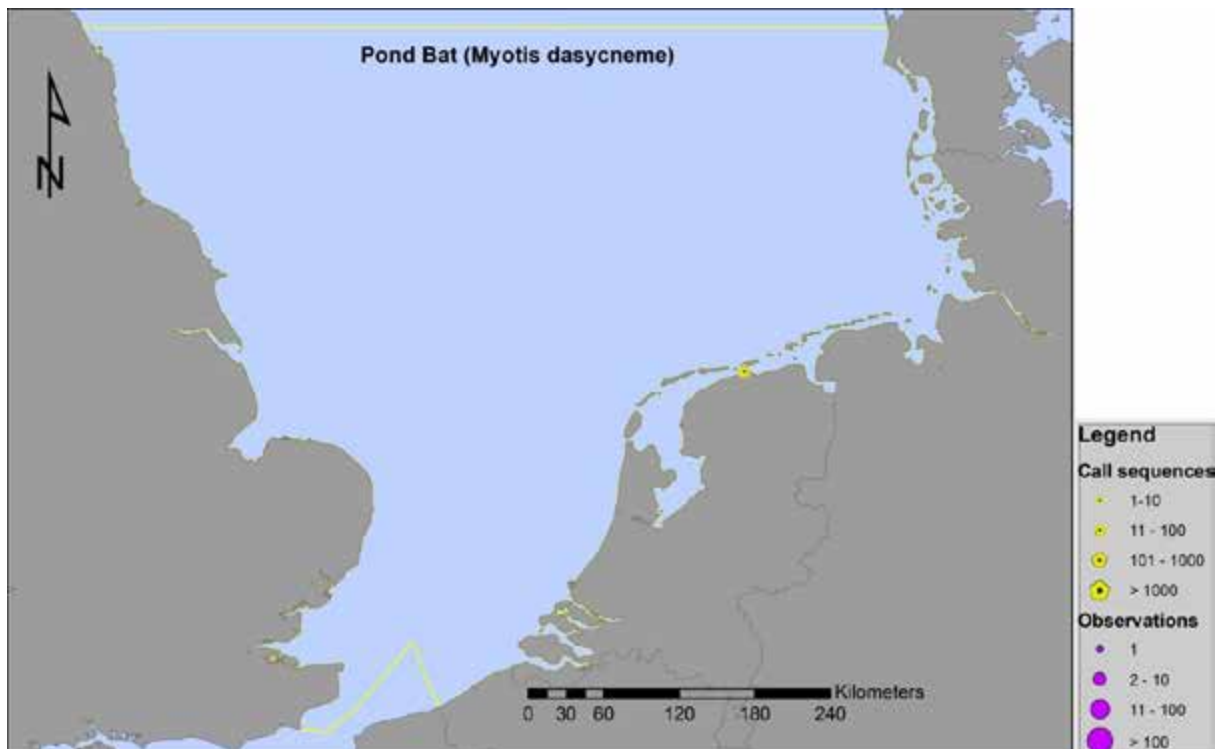 Pond Bat (Myotis dasycneme)
N
Legend
Call sequences
1-10
11 - 100
101 - 1000
> 1000
Observations
1
2 - 10
11 - 100
> 100
Kilometers
0 30 60 120 180 240